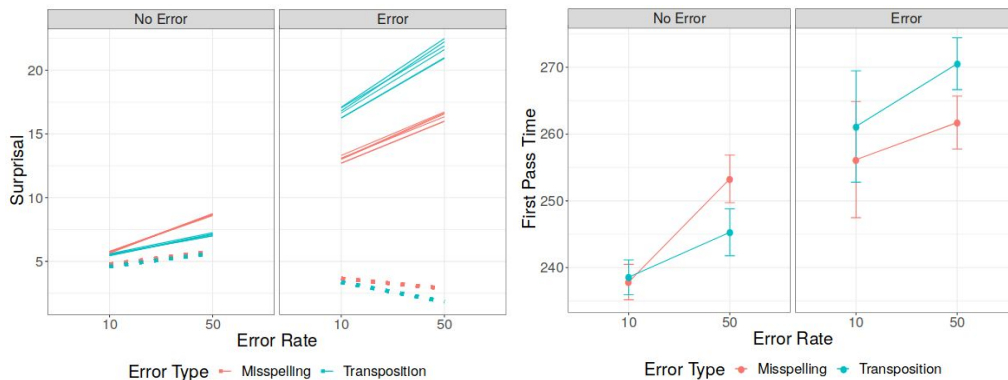 No Error Error
Surprisal
20
15
10
5
10 50 10 50
Error Rate
Error Type Misspelling Transposition
No Error Error
First Pass Time
270
260
250
240
10 50 10 50
Error Rate
Error Type Misspelling Transposition